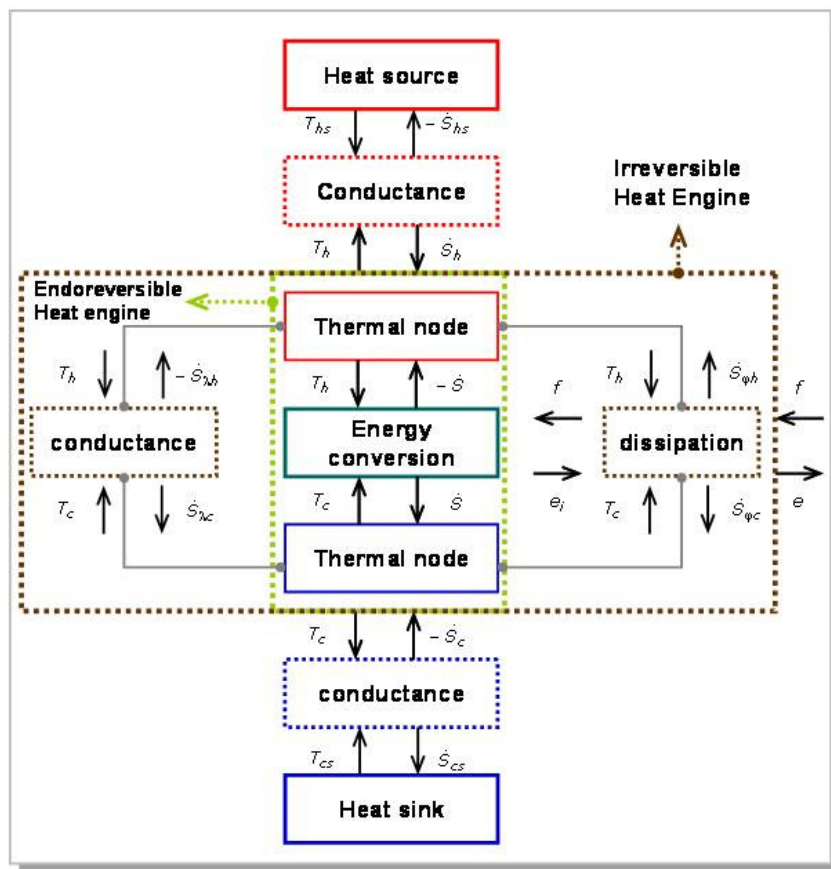 Heat source
T_hs
– Ṡ_hs
Conductance
Irreversible
Heat Engine
T_h
Ṡ_h
Endoreversible
Heat engine
Thermal node
T_h
– Ṡ_λh
T_h
– Ṡ
T_h
Ṡ_φh
f
f
conductance
Energy
conversion
dissipation
T_c
Ṡ_λc
T_c
Ṡ
e_i
T_c
Ṡ_φc
e
Thermal node
T_c
– Ṡ_c
conductance
T_cs
Ṡ_cs
Heat sink